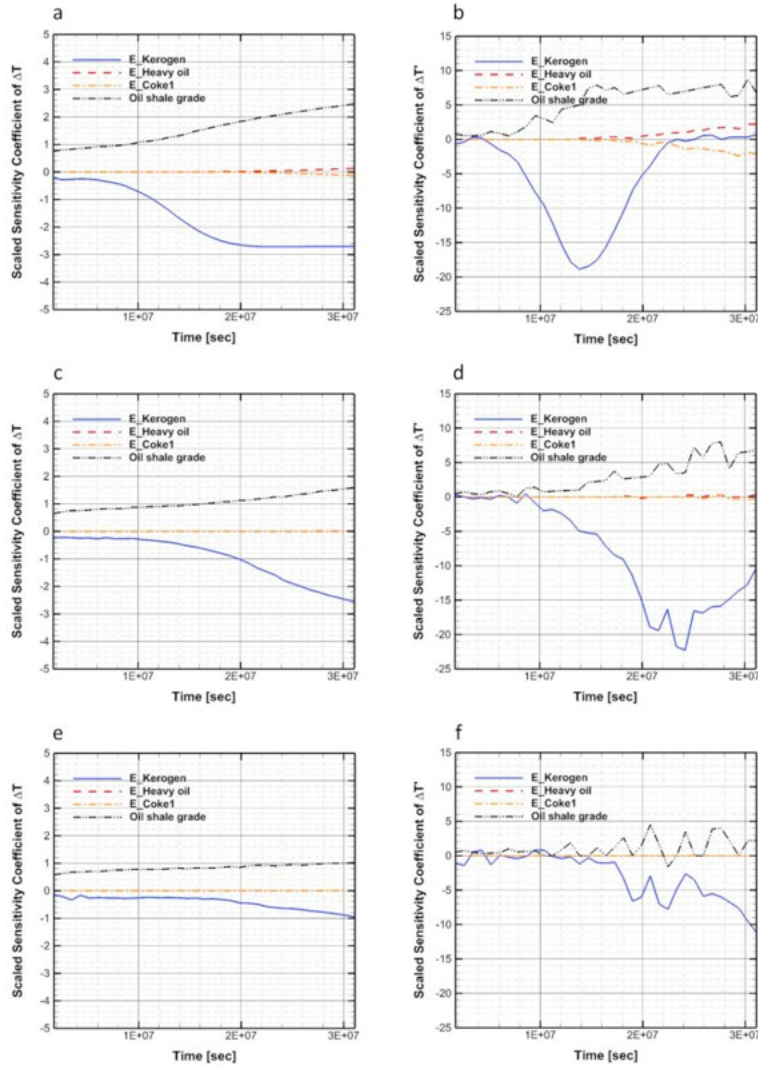 a
Scaled Sensitivity Coefficient of ΔT
5
4
3
2
1
0
-1
-2
-3
-4
-5
E_Kerogen
E_Heavy oil
E_Coke1
Oil shale grade
1E+07
2E+07
3E+07
Time [sec]
b
Scaled Sensitivity Coefficient of ΔT'
15
10
5
0
-5
-10
-15
-20
-25
E_Kerogen
E_Heavy oil
E_Coke1
Oil shale grade
1E+07
2E+07
3E+07
Time [sec]
c
Scaled Sensitivity Coefficient of ΔT
5
4
3
2
1
0
-1
-2
-3
-4
-5
E_Kerogen
E_Heavy oil
E_Coke1
Oil shale grade
1E+07
2E+07
3E+07
Time [sec]
d
Scaled Sensitivity Coefficient of ΔT'
15
10
5
0
-5
-10
-15
-20
-25
E_Kerogen
E_Heavy oil
E_Coke1
Oil shale grade
1E+07
2E+07
3E+07
Time [sec]
e
Scaled Sensitivity Coefficient of ΔT
5
4
3
2
1
0
-1
-2
-3
-4
-5
E_Kerogen
E_Heavy oil
E_Coke1
Oil shale grade
1E+07
2E+07
3E+07
Time [sec]
f
Scaled Sensitivity Coefficient of ΔT'
15
10
5
0
-5
-10
-15
-20
-25
E_Kerogen
E_Heavy oil
E_Coke1
Oil shale grade
1E+07
2E+07
3E+07
Time [sec]